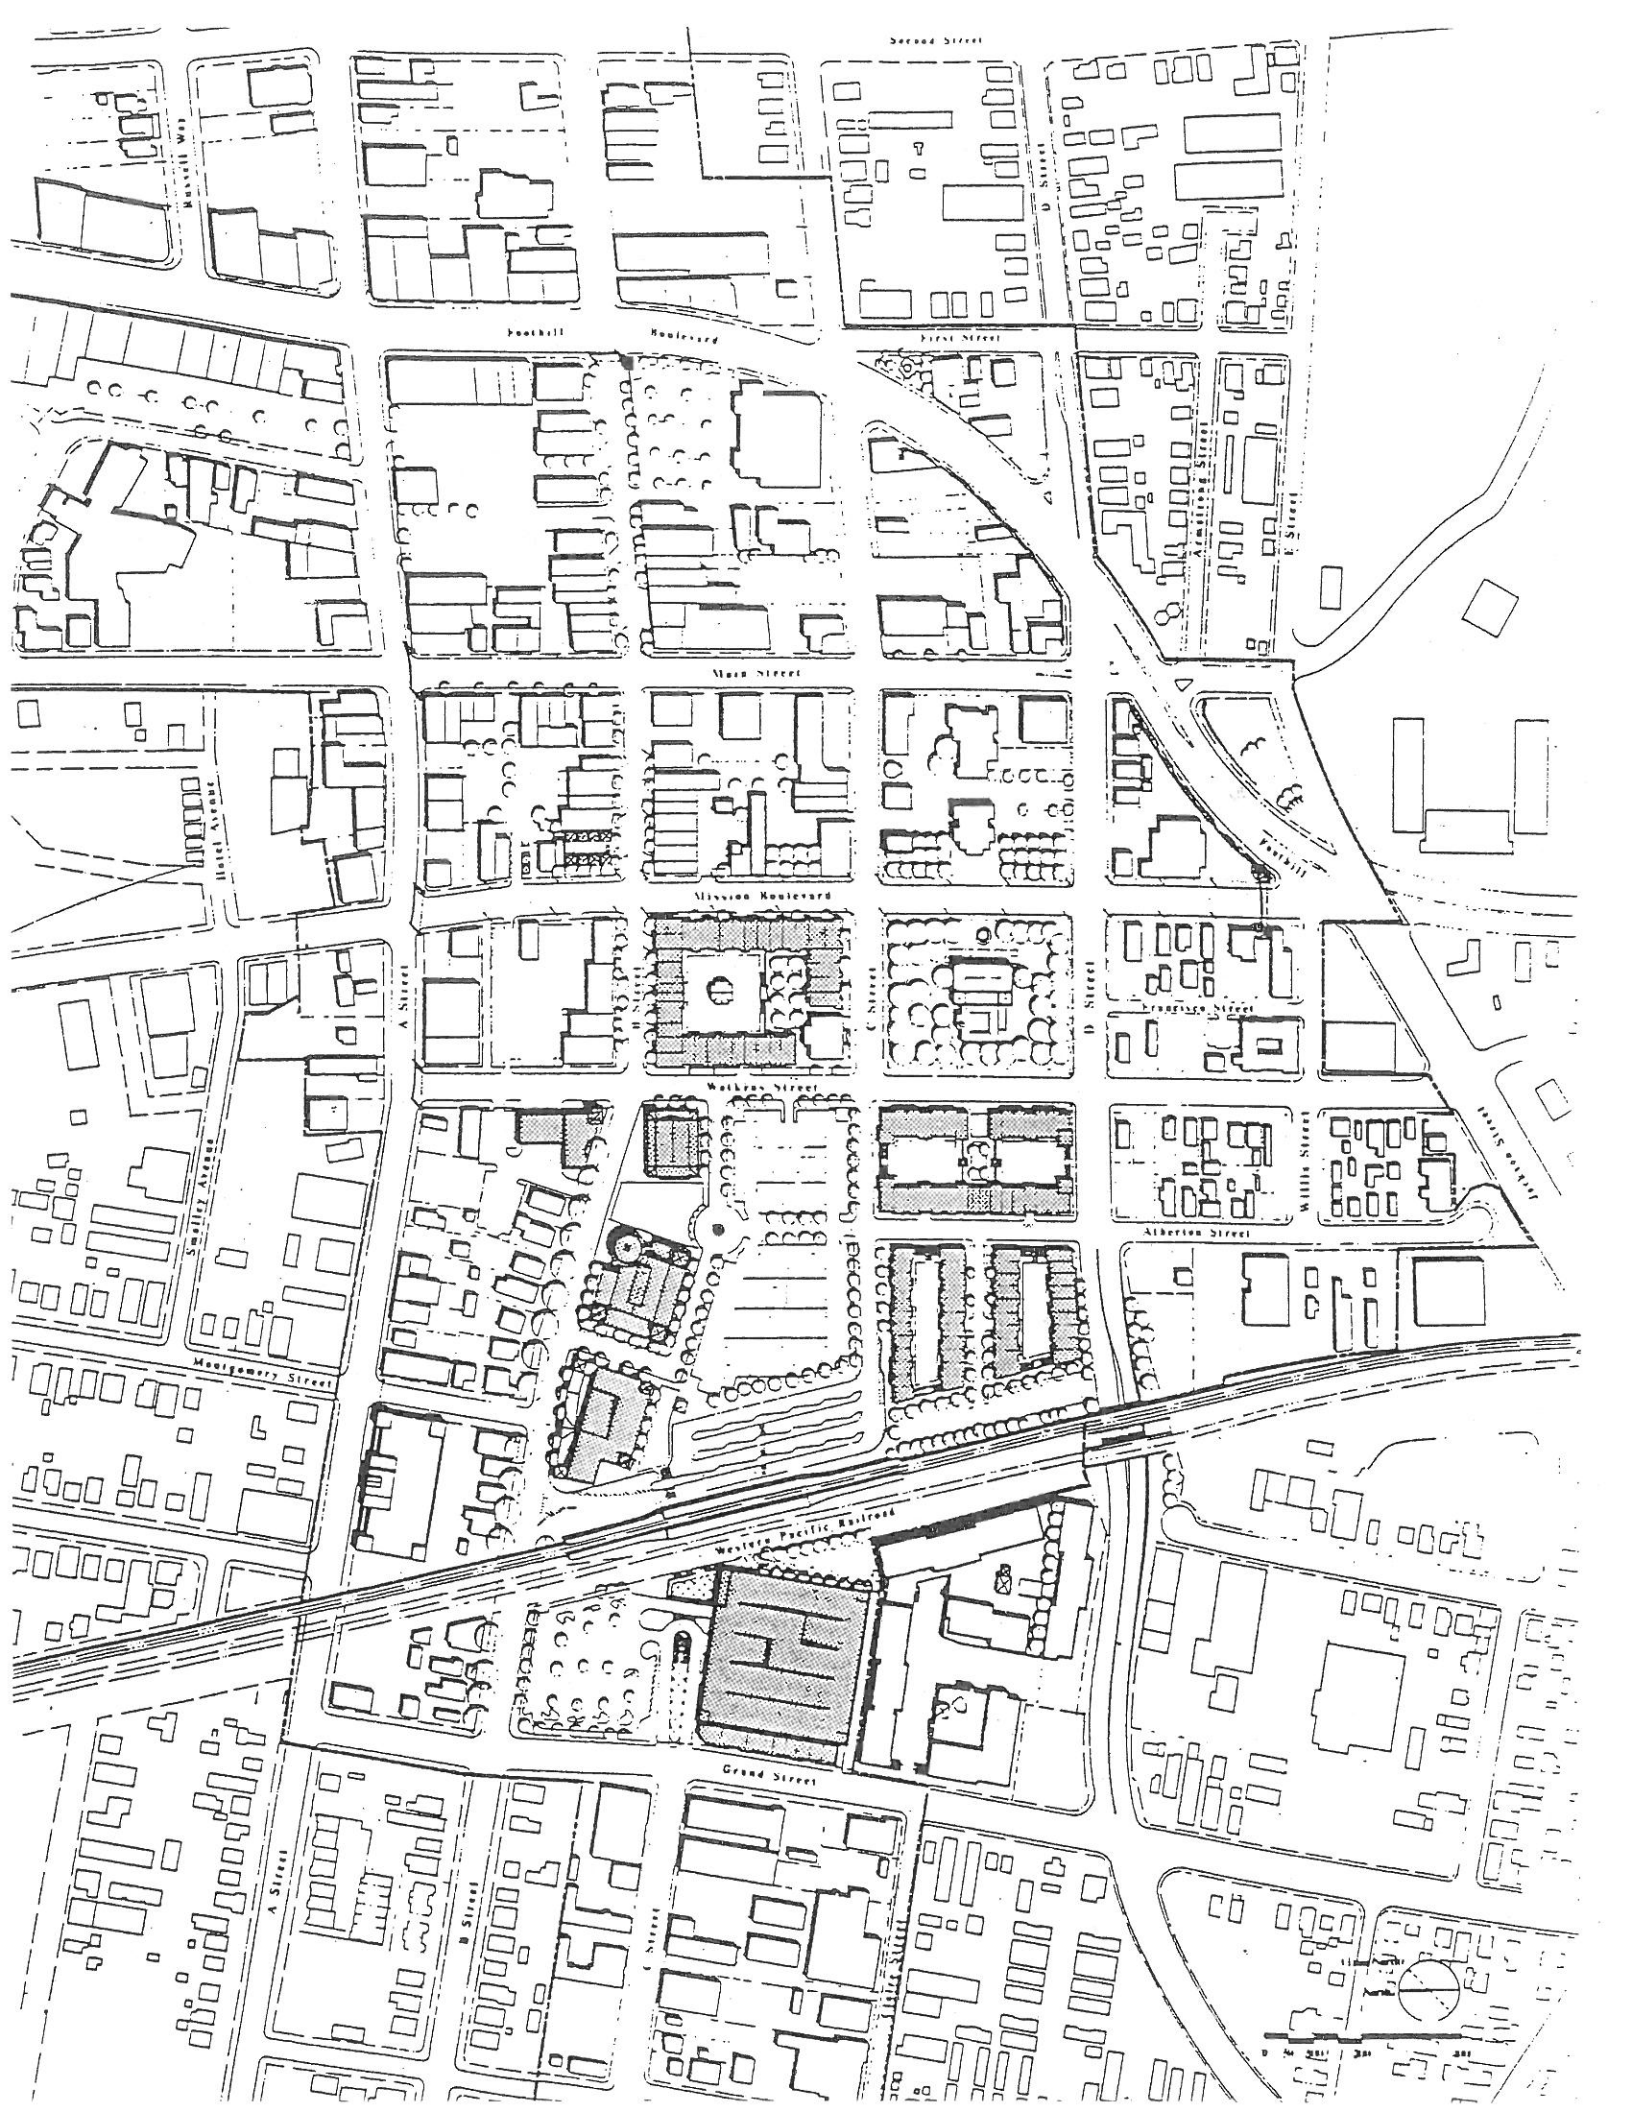 Second Street
Russell Way
D Street
Foothill
Boulevard
First Street
Armstrong Street
E Street
Main Street
Hotel Avenue
Foothill
Mission Boulevard
A Street
B Street
C Street
D Street
Francisco Street
Watkins Street
Smalley Avenue
Willis Street
Jackson Street
Atherton Street
Montgomery Street
Western Pacific Railroad
Grand Street
A Street
B Street
C Street
North